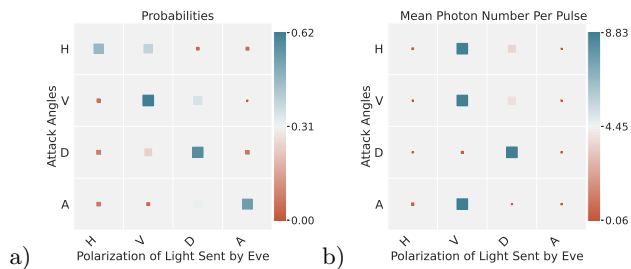 Probabilities
Attack Angles
H
V
D
A
H
V
D
A
Polarization of Light Sent by Eve
0.62
0.31
0.00
a)
Mean Photon Number Per Pulse
Attack Angles
H
V
D
A
H
V
D
A
Polarization of Light Sent by Eve
8.83
4.45
0.06
b)